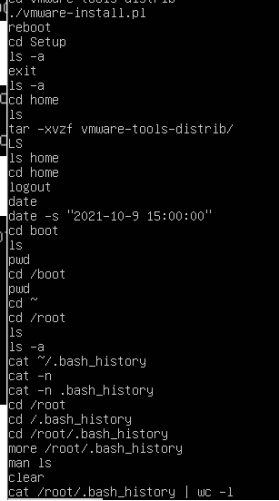 cd vmware-tools-distrib
./vmware-install.pl
reboot
cd Setup
ls -a
exit
ls -a
cd home
ls
tar -xvzf vmware-tools-distrib/
LS
ls home
cd home
logout
date
date -s "2021-10-9 15:00:00"
cd boot
ls
pwd
cd /boot
pwd
cd ~
cd /root
ls
ls -a
cat ~/.bash_history
cat -n
cat -n .bash_history
cd /root
cd /.bash_history
cd /root/.bash_history
more /root/.bash_history
man ls
clear
cat /root/.bash_history | wc -l